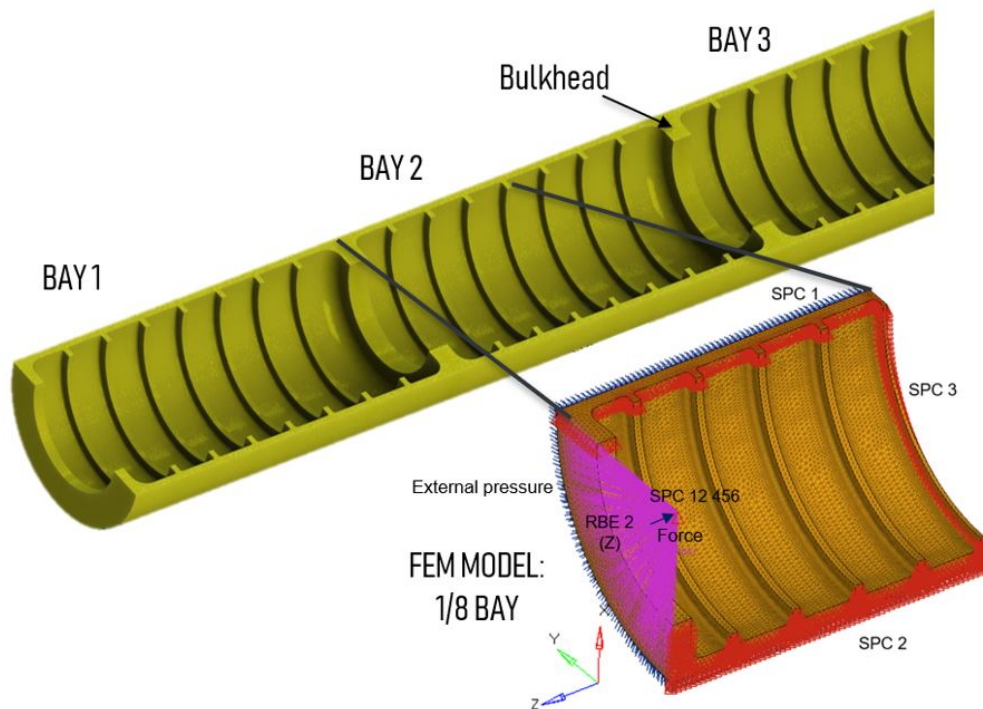 BAY 3
Bulkhead
BAY 2
BAY 1
SPC 1
SPC 3
External pressure
SPC 12 456
RBE 2
(Z)
Force
FEM MODEL:
1/8 BAY
X
Y
Z
SPC 2